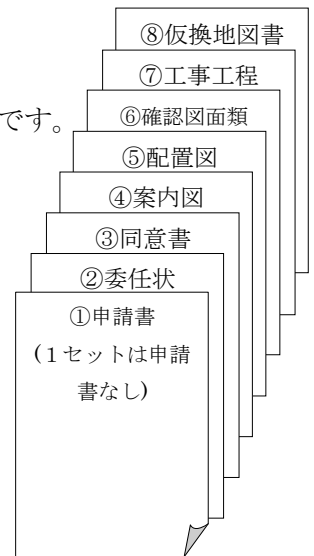 ⑧仮換地図書
⑦工事工程
です。
⑥確認図面類
⑤配置図
④案内図
③同意書
②委任状
①申請書
(１セットは申請
書なし)